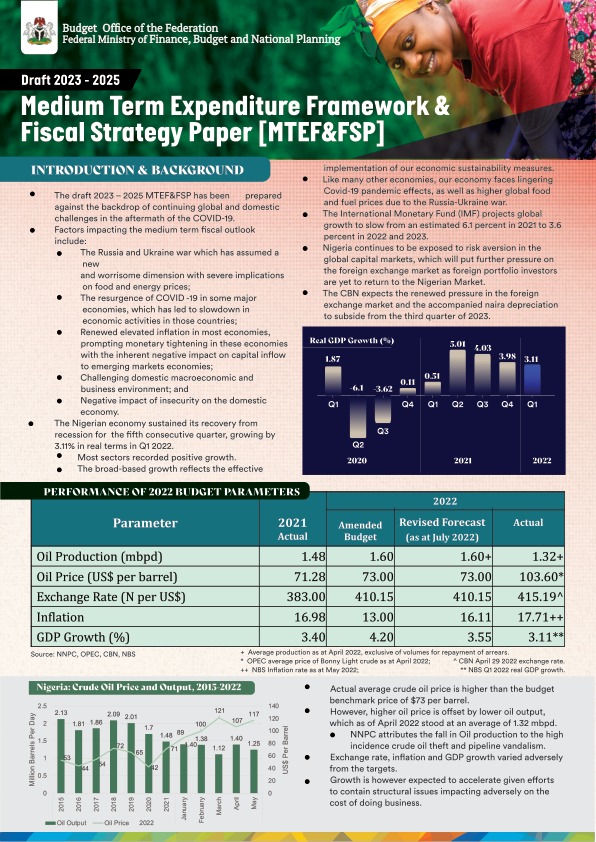 Budget Office of the Federation
Federal Ministry of Finance, Budget and National Planning
Draft 2023 - 2025
Medium Term Expenditure Framework &
Fiscal Strategy Paper [MTEF&FSP]
INTRODUCTION & BACKGROUND
● The draft 2023 – 2025 MTEF&FSP has been prepared
against the backdrop of continuing global and domestic
challenges in the aftermath of the COVID-19.
● Factors impacting the medium term fiscal outlook
include:
● The Russia and Ukraine war which has assumed a
new
and worrisome dimension with severe implications
on food and energy prices;
● The resurgence of COVID -19 in some major
economies, which has led to slowdown in
economic activities in those countries;
● Renewed elevated inflation in most economies,
prompting monetary tightening in these economies
with the inherent negative impact on capital inflow
to emerging markets economies;
● Challenging domestic macroeconomic and
business environment; and
● Negative impact of insecurity on the domestic
economy.
● The Nigerian economy sustained its recovery from
recession for the fifth consecutive quarter, growing by
3.11% in real terms in Q1 2022.
● Most sectors recorded positive growth.
● The broad-based growth reflects the effective
implementation of our economic sustainability measures.
● Like many other economies, our economy faces lingering
Covid-19 pandemic effects, as well as higher global food
and fuel prices due to the Russia-Ukraine war.
● The International Monetary Fund (IMF) projects global
growth to slow from an estimated 6.1 percent in 2021 to 3.6
percent in 2022 and 2023.
● Nigeria continues to be exposed to risk aversion in the
global capital markets, which will put further pressure on
the foreign exchange market as foreign portfolio investors
are yet to return to the Nigerian Market.
● The CBN expects the renewed pressure in the foreign
exchange market and the accompanied naira depreciation
to subside from the third quarter of 2023.
Real GDP Growth (%)
1.87 -6.1 -3.62 0.11 0.51 5.01 4.03 3.98 3.11
Q1 Q2 Q3 Q4 Q1 Q2 Q3 Q4 Q1
2020 2021 2022
PERFORMANCE OF 2022 BUDGET PARAMETERS
2022
Parameter 2021 Actual Amended Budget Revised Forecast (as at July 2022) Actual
Oil Production (mbpd) 1.48 1.60 1.60+ 1.32+
Oil Price (US$ per barrel) 71.28 73.00 73.00 103.60*
Exchange Rate (N per US$) 383.00 410.15 410.15 415.19^
Inflation 16.98 13.00 16.11 17.71++
GDP Growth (%) 3.40 4.20 3.55 3.11**
Source: NNPC, OPEC, CBN, NBS
+ Average production as at April 2022, exclusive of volumes for repayment of arrears.
* OPEC average price of Bonny Light crude as at April 2022; ^ CBN April 29 2022 exchange rate.
++ NBS Inflation rate as at May 2022; ** NBS Q1 2022 real GDP growth.
Nigeria: Crude Oil Price and Output, 2015-2022
Million Barrels Per Day
2.5
2
1.5
1
0.5
0
2.13 1.81 1.86 2.09 2.01 1.7 1.48 1.40 1.38 1.12 1.40 1.25
53 44 54 72 65 42 71 89 100 121 107 117
140
120
100
80
60
40
20
0
US$ Per Barrel
2015 2016 2017 2018 2019 2020 2021 January February March April May
Oil Output Oil Price 2022
● Actual average crude oil price is higher than the budget
benchmark price of $73 per barrel.
● However, higher oil price is offset by lower oil output,
which as of April 2022 stood at an average of 1.32 mbpd.
● NNPC attributes the fall in Oil production to the high
incidence crude oil theft and pipeline vandalism.
● Exchange rate, inflation and GDP growth varied adversely
from the targets.
● Growth is however expected to accelerate given efforts
to contain structural issues impacting adversely on the
cost of doing business.